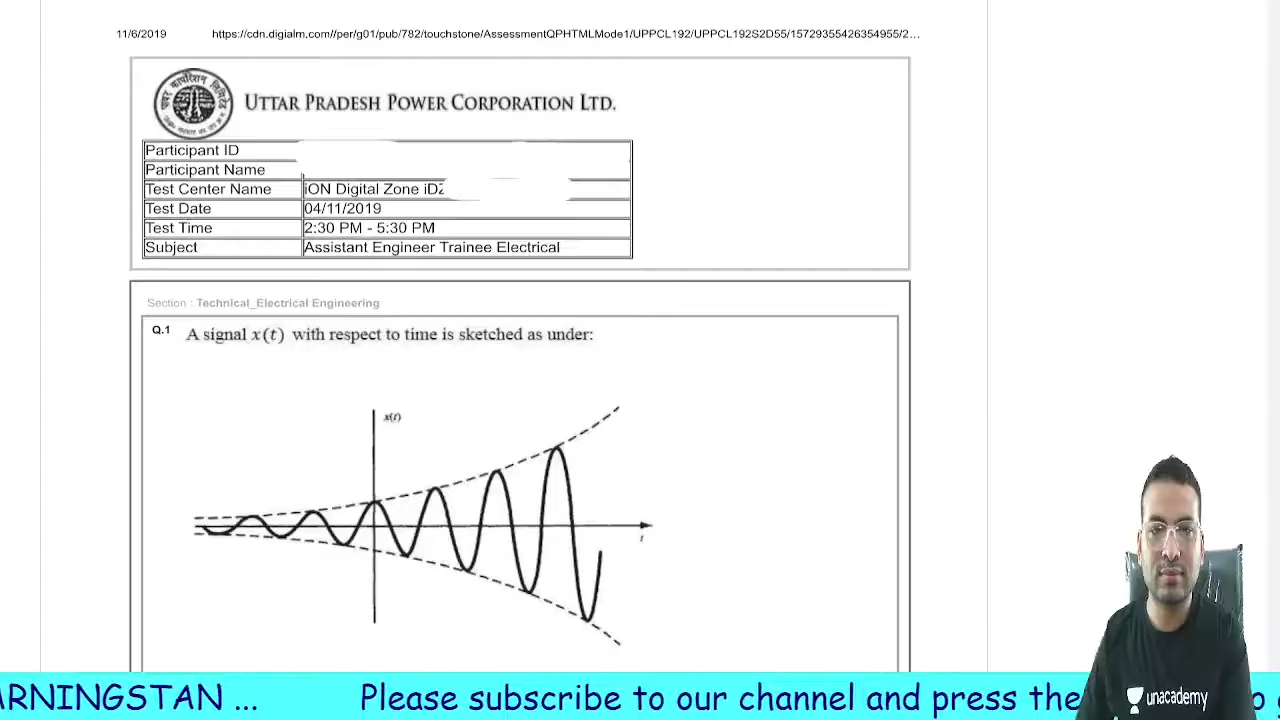 11/6/2019 https://cdn.digialm.com//per/g01/pub/782/touchstone/AssessmentQPHTMLMode1/UPPCL192/UPPCL192S2D55/15729355426354955/2...
UTTAR PRADESH POWER CORPORATION LTD.
Participant ID
Participant Name
Test Center Name iON Digital Zone iDZ
Test Date 04/11/2019
Test Time 2:30 PM - 5:30 PM
Subject Assistant Engineer Trainee Electrical
Section : Technical_Electrical Engineering
Q.1 A signal x(t) with respect to time is sketched as under:
x(t)
t
unacademy
ARNINGSTAN ... Please subscribe to our channel and press the